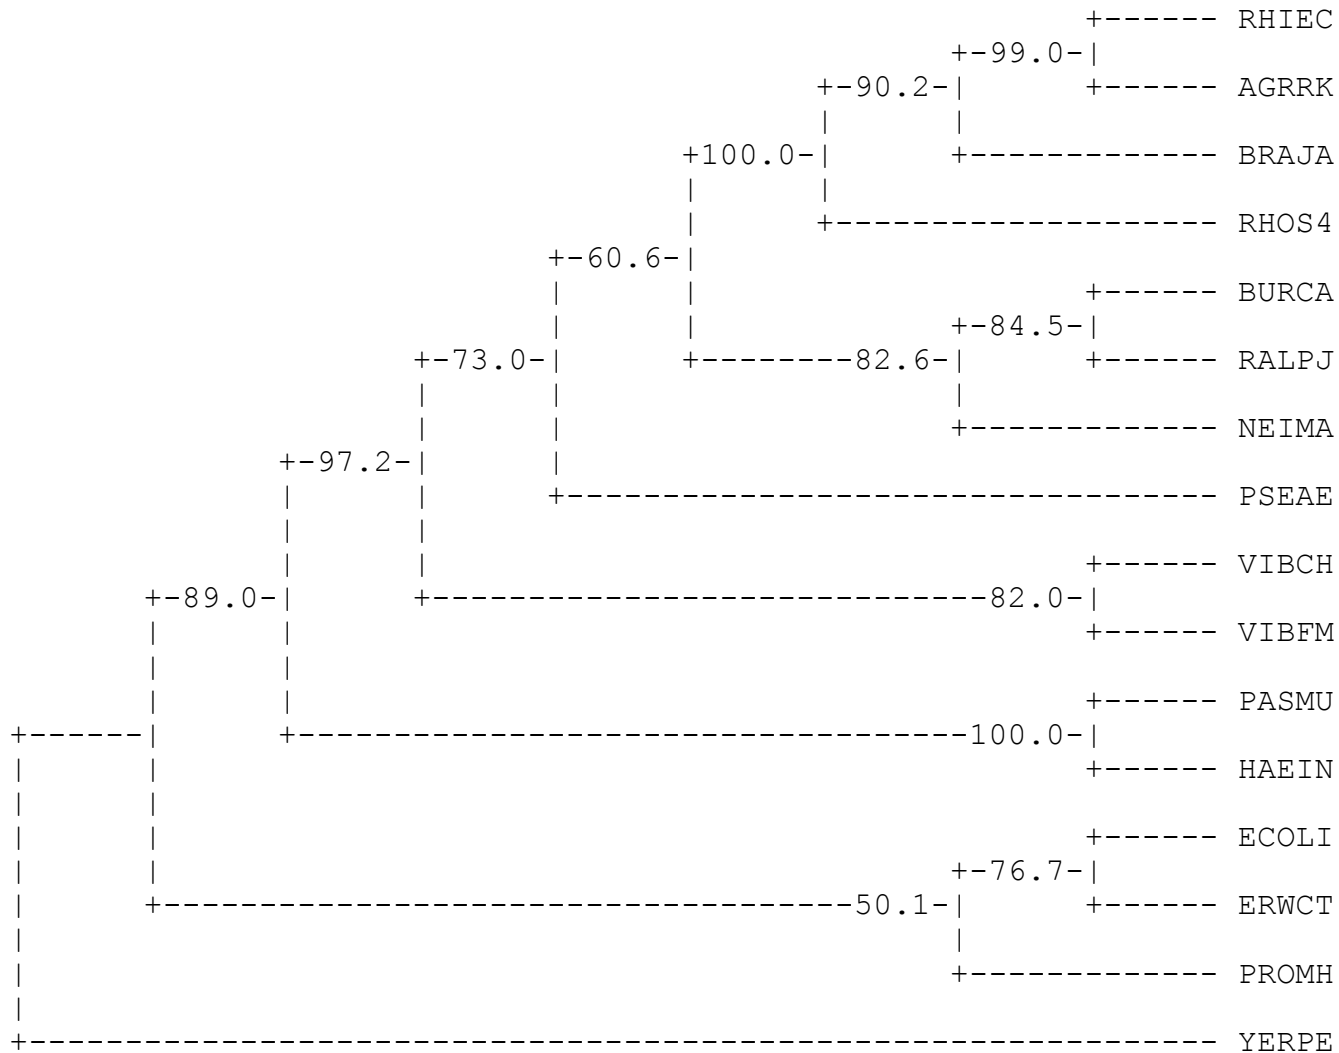 RHIEC
99.0
90.2 AGRRK
100.0 BRAJA
RHOS4
60.6
BURCA
84.5
73.0 82.6 RALPJ
NEIMA
97.2
PSEAE
VIBCH
89.0 82.0
VIBFM
PASMU
100.0
HAEIN
ECOLI
76.7
50.1 ERWCT
PROMH
YERPE